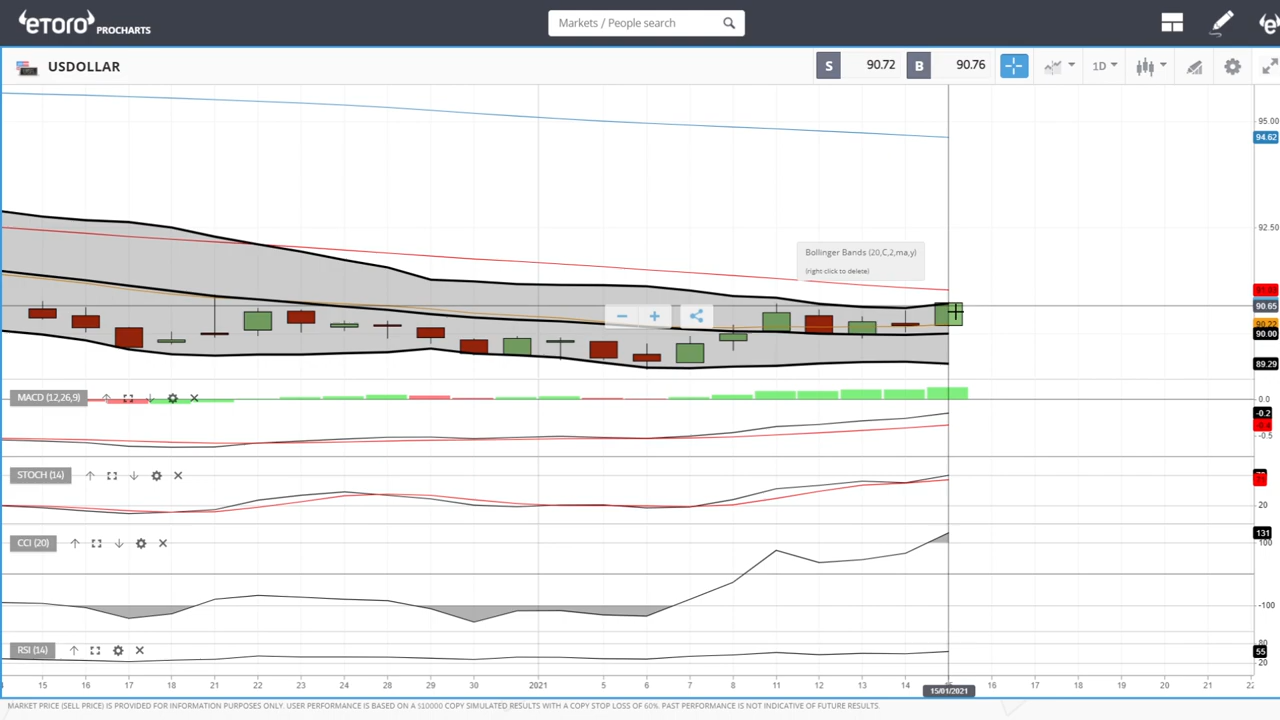 eToro PROCHARTS
Markets / People search
USDOLLAR
S 90.72 B 90.76
1D
95.00
94.62
92.50
Bollinger Bands (20,C,2,ma,y)
(right click to delete)
90.65
90.22
90.00
89.29
MACD (12,26,9)
0.0
-0.2
-0.5
STOCH (14)
20
CCI (20)
131
100
-100
RSI (14)
80
55
20
15 16 17 18 21 22 23 24 28 29 30 2021 5 6 7 8 11 12 13 14 15 16 17 18 19 20 21 22
15/01/2021
MARKET PRICE (SELL PRICE) IS PROVIDED FOR INFORMATION PURPOSES ONLY. USER PERFORMANCE IS BASED ON A $10000 COPY SIMULATED RESULTS WITH A COPY STOP LOSS OF 60%. PAST PERFORMANCE IS NOT INDICATIVE OF FUTURE RESULTS.